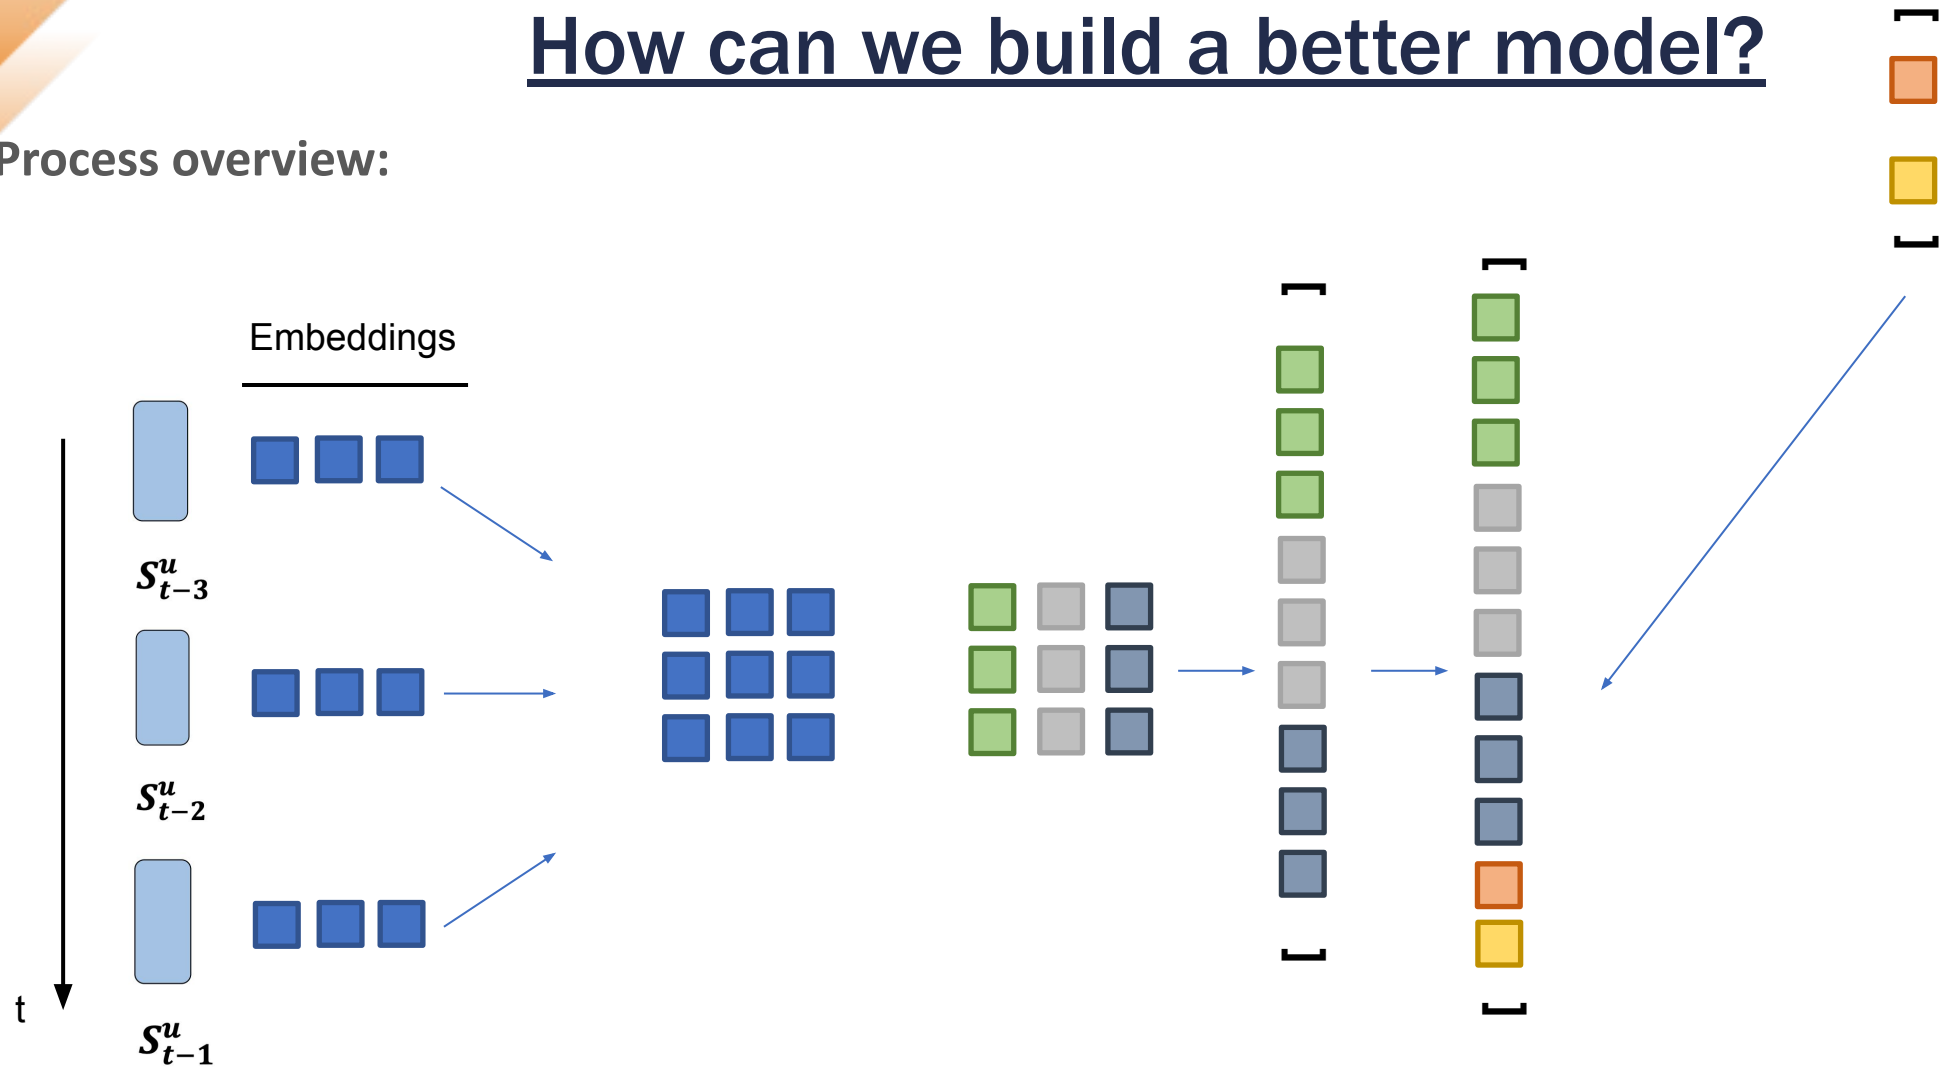 How can we build a better model?
Process overview:
Embeddings
S^u_{t-3}
S^u_{t-2}
t
S^u_{t-1}